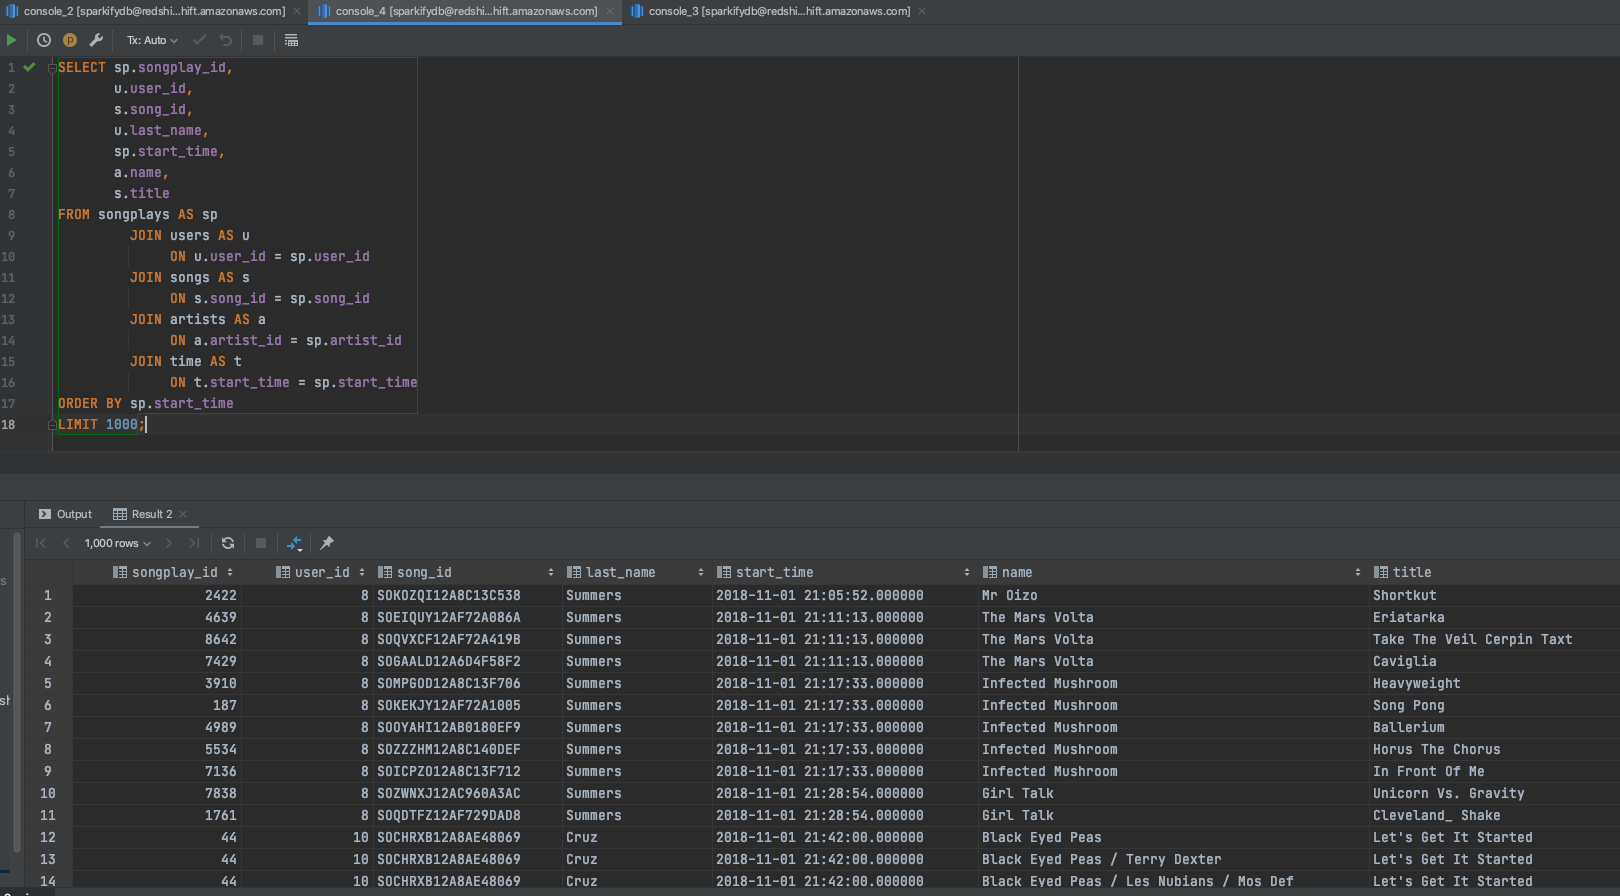 console_2 [sparkifydb@redshi...hift.amazonaws.com] console_4 [sparkifydb@redshi...hift.amazonaws.com] console_3 [sparkifydb@redshi...hift.amazonaws.com]
Tx: Auto
1 SELECT sp.songplay_id,
2 u.user_id,
3 s.song_id,
4 u.last_name,
5 sp.start_time,
6 a.name,
7 s.title
8 FROM songplays AS sp
9 JOIN users AS u
10 ON u.user_id = sp.user_id
11 JOIN songs AS s
12 ON s.song_id = sp.song_id
13 JOIN artists AS a
14 ON a.artist_id = sp.artist_id
15 JOIN time AS t
16 ON t.start_time = sp.start_time
17 ORDER BY sp.start_time
18 LIMIT 1000;
Output Result 2
1,000 rows
songplay_id user_id song_id last_name start_time name title
1 2422 8 SOKOZQI12A8C13C538 Summers 2018-11-01 21:05:52.000000 Mr Oizo Shortkut
2 4639 8 SOEIQUY12AF72A086A Summers 2018-11-01 21:11:13.000000 The Mars Volta Eriatarka
3 8642 8 SOQVXCF12AF72A419B Summers 2018-11-01 21:11:13.000000 The Mars Volta Take The Veil Cerpin Taxt
4 7429 8 SOGAALD12A6D4F58F2 Summers 2018-11-01 21:11:13.000000 The Mars Volta Caviglia
5 3910 8 SOMPGOD12A8C13F706 Summers 2018-11-01 21:17:33.000000 Infected Mushroom Heavyweight
6 187 8 SOKEKJY12AF72A1005 Summers 2018-11-01 21:17:33.000000 Infected Mushroom Song Pong
7 4989 8 SOOYAHI12AB0180EF9 Summers 2018-11-01 21:17:33.000000 Infected Mushroom Ballerium
8 5534 8 SOZZZHM12A8C140DEF Summers 2018-11-01 21:17:33.000000 Infected Mushroom Horus The Chorus
9 7136 8 SOICPZO12A8C13F712 Summers 2018-11-01 21:17:33.000000 Infected Mushroom In Front Of Me
10 7838 8 SOZWNXJ12AC960A3AC Summers 2018-11-01 21:28:54.000000 Girl Talk Unicorn Vs. Gravity
11 1761 8 SOQDTFZ12AF729DAD8 Summers 2018-11-01 21:28:54.000000 Girl Talk Cleveland_ Shake
12 44 10 SOCHRXB12A8AE48069 Cruz 2018-11-01 21:42:00.000000 Black Eyed Peas Let's Get It Started
13 44 10 SOCHRXB12A8AE48069 Cruz 2018-11-01 21:42:00.000000 Black Eyed Peas / Terry Dexter Let's Get It Started
14 44 10 SOCHRXB12A8AE48069 Cruz 2018-11-01 21:42:00.000000 Black Eyed Peas / Les Nubians / Mos Def Let's Get It Started